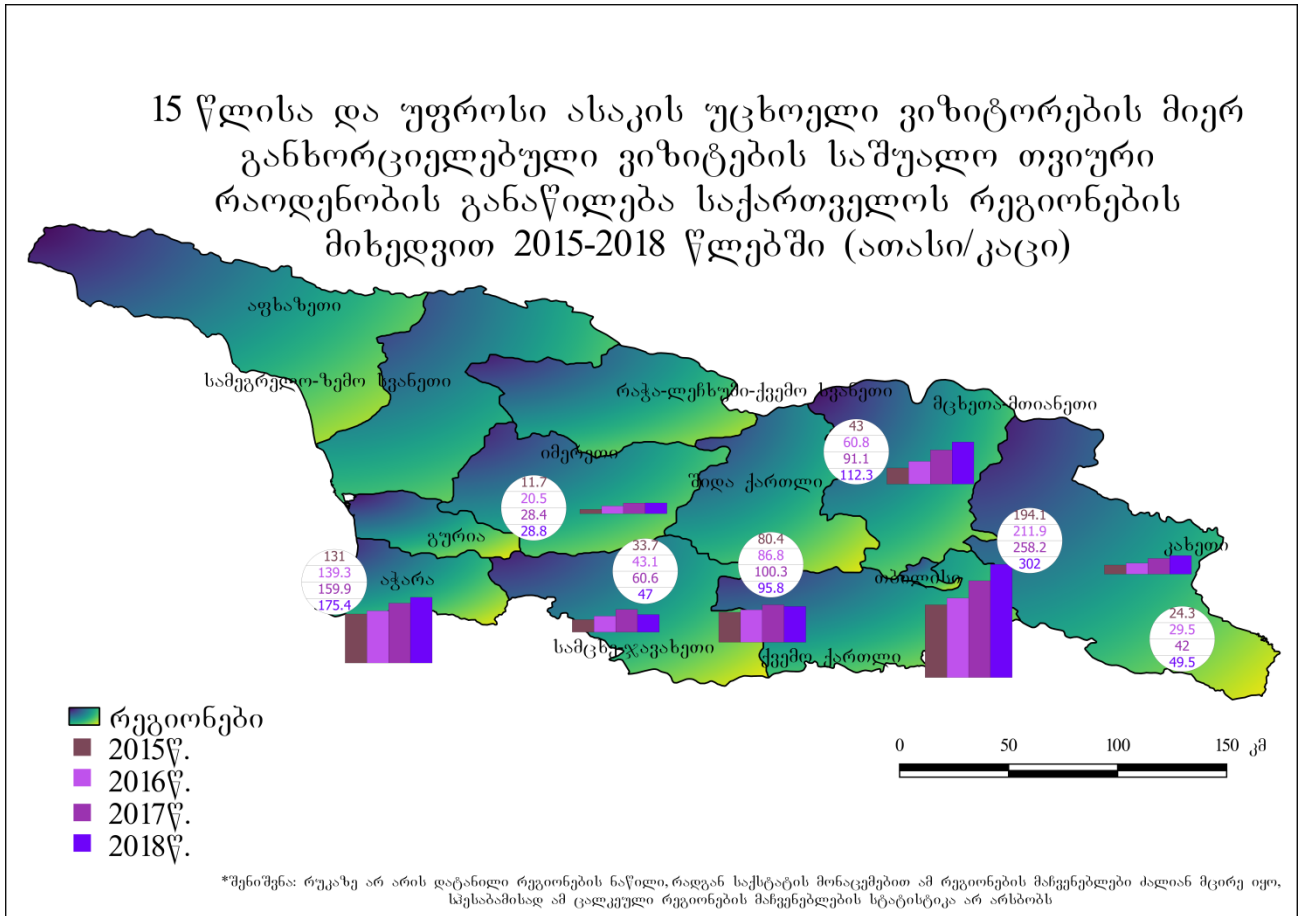 15 წლისა და უფროსი ასაკის უცხოელი ვიზიტორების მიერ
განხორციელებული ვიზიტების საშუალო თვიური
რაოდენობის განაწილება საქართველოს რეგიონების
მიხედვით 2015-2018 წლებში (ათასი/კაცი)
აფხაზეთი
სამეგრელო-ზემო სვანეთი
რაჭა-ლეჩხუმი-ქვემო სვანეთი
მცხეთა-მთიანეთი
43
60.8
91.1
112.3
იმერეთი
11.7
20.5
28.4
28.8
შიდა ქართლი
გურია
აჭარა
131
139.3
159.9
175.4
33.7
43.1
60.6
47
სამცხე-ჯავახეთი
80.4
86.8
100.3
95.8
ქვემო ქართლი
თბილისი
194.1
211.9
258.2
302
კახეთი
24.3
29.5
42
49.5
რეგიონები
2015წ.
2016წ.
2017წ.
2018წ.
0 50 100 150 კმ
*შენიშვნა: რუკაზე არ არის დატანილი რეგიონების ნაწილი, რადგან საქსტატის მონაცემებით ამ რეგიონების მაჩვენებლები ძალიან მცირე იყო,
სჰესაბამისად ამ ცალკეული რეგიონების მაჩვენებლების სტატისტიკა არ არსბობს